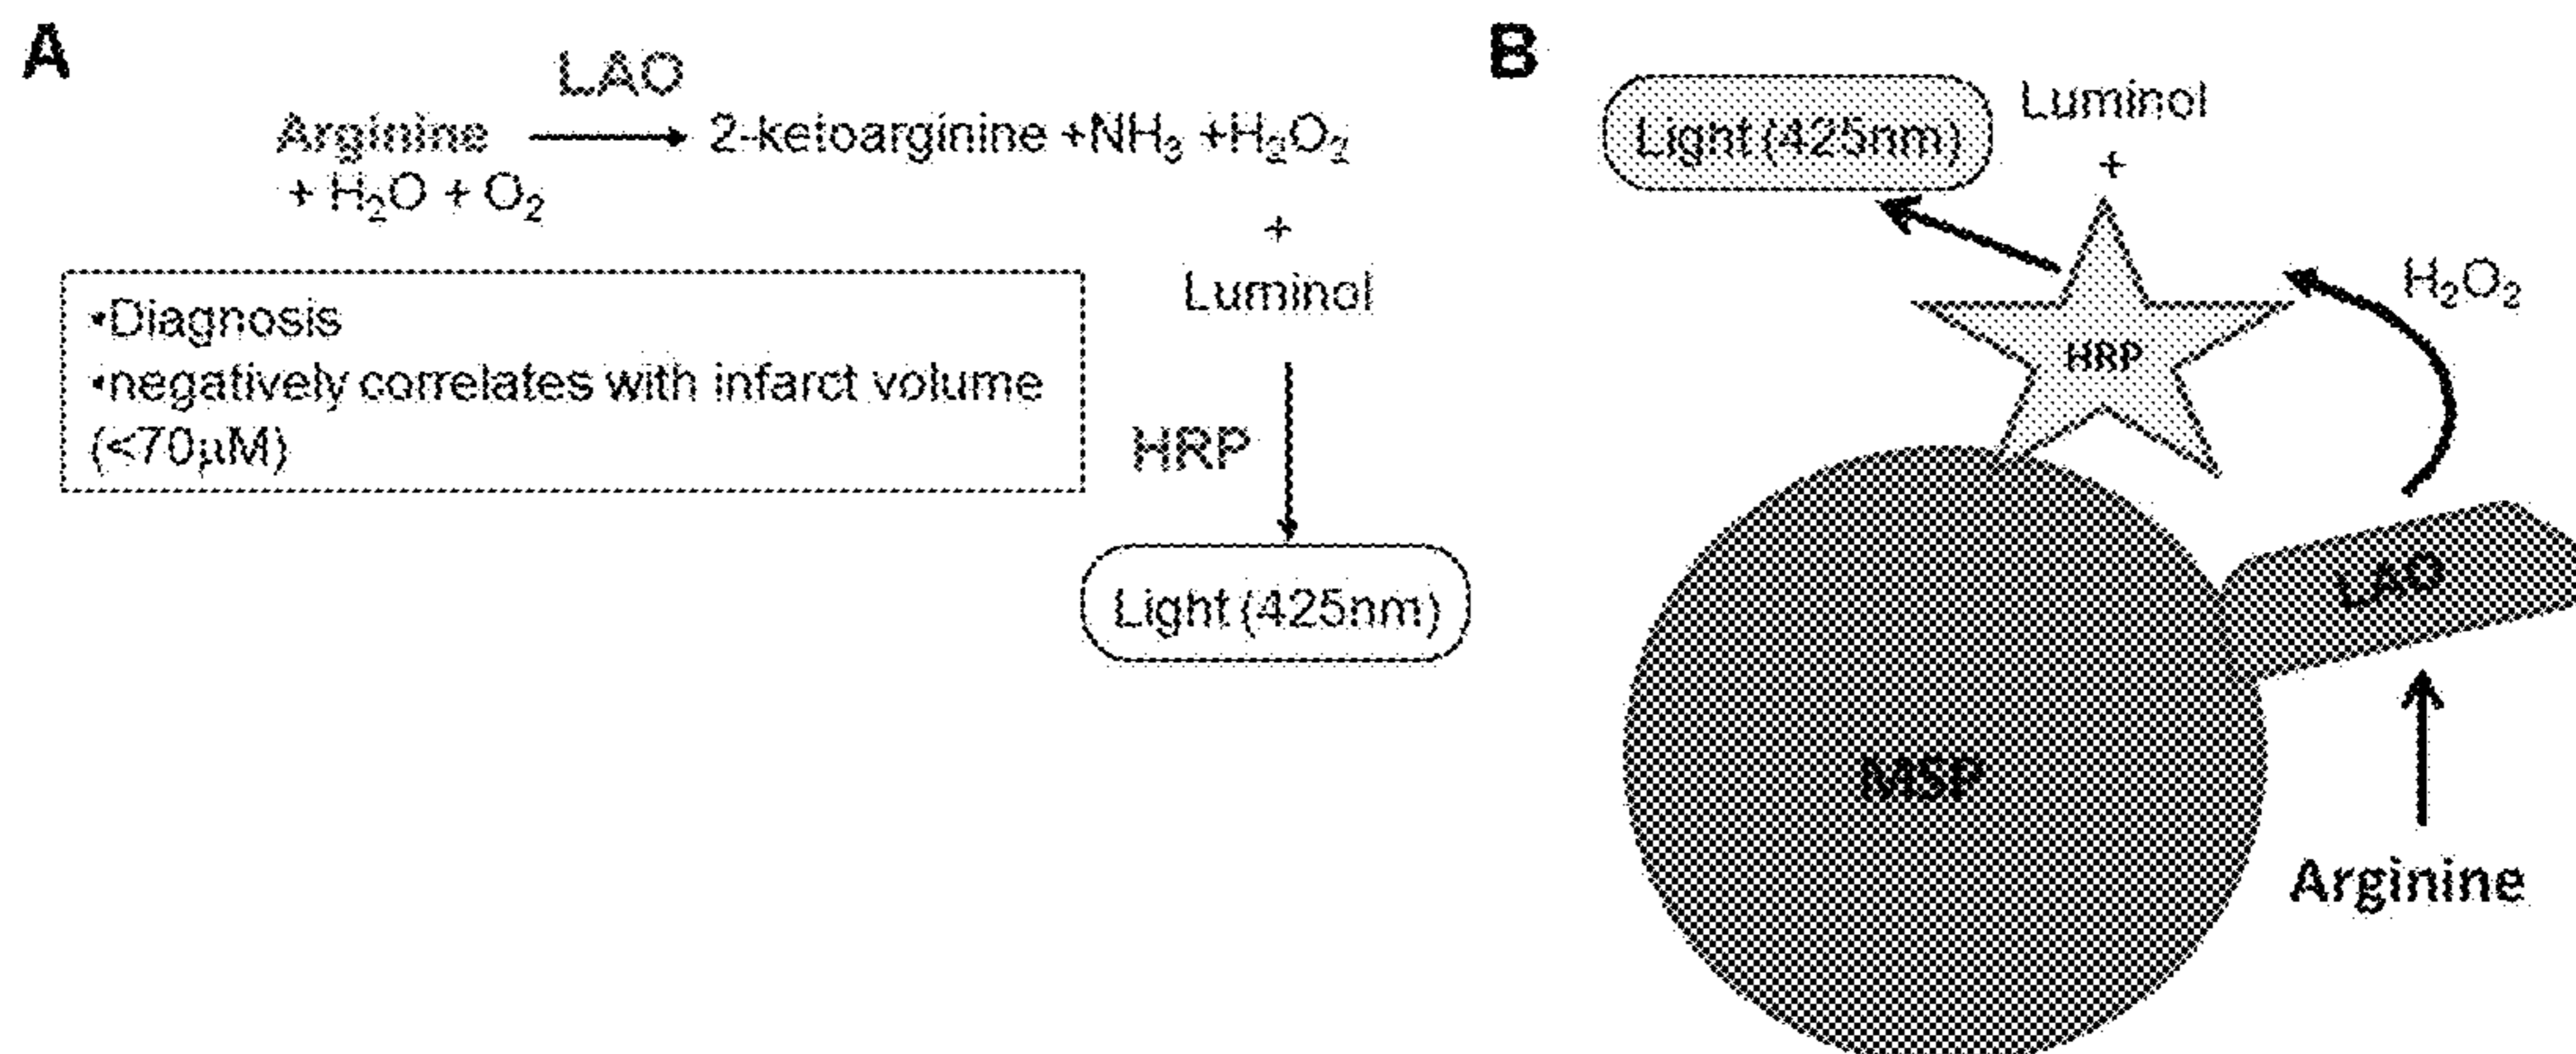 A
LAO
Arginine → 2-ketoarginine +NH₃ +H₂O₂
+ H₂O + O₂
+
Luminol
•Diagnosis
•negatively correlates with infarct volume
(<70µM)
HRP
Light (425nm)
B
Light (425nm)
Luminol
+
H₂O₂
HRP
LAO
MSP
Arginine